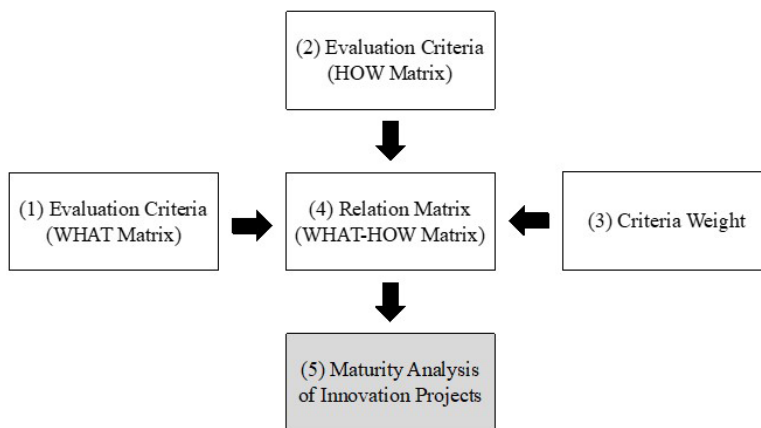 (2) Evaluation Criteria
(HOW Matrix)
(1) Evaluation Criteria
(WHAT Matrix)
(4) Relation Matrix
(WHAT-HOW Matrix)
(3) Criteria Weight
(5) Maturity Analysis
of Innovation Projects